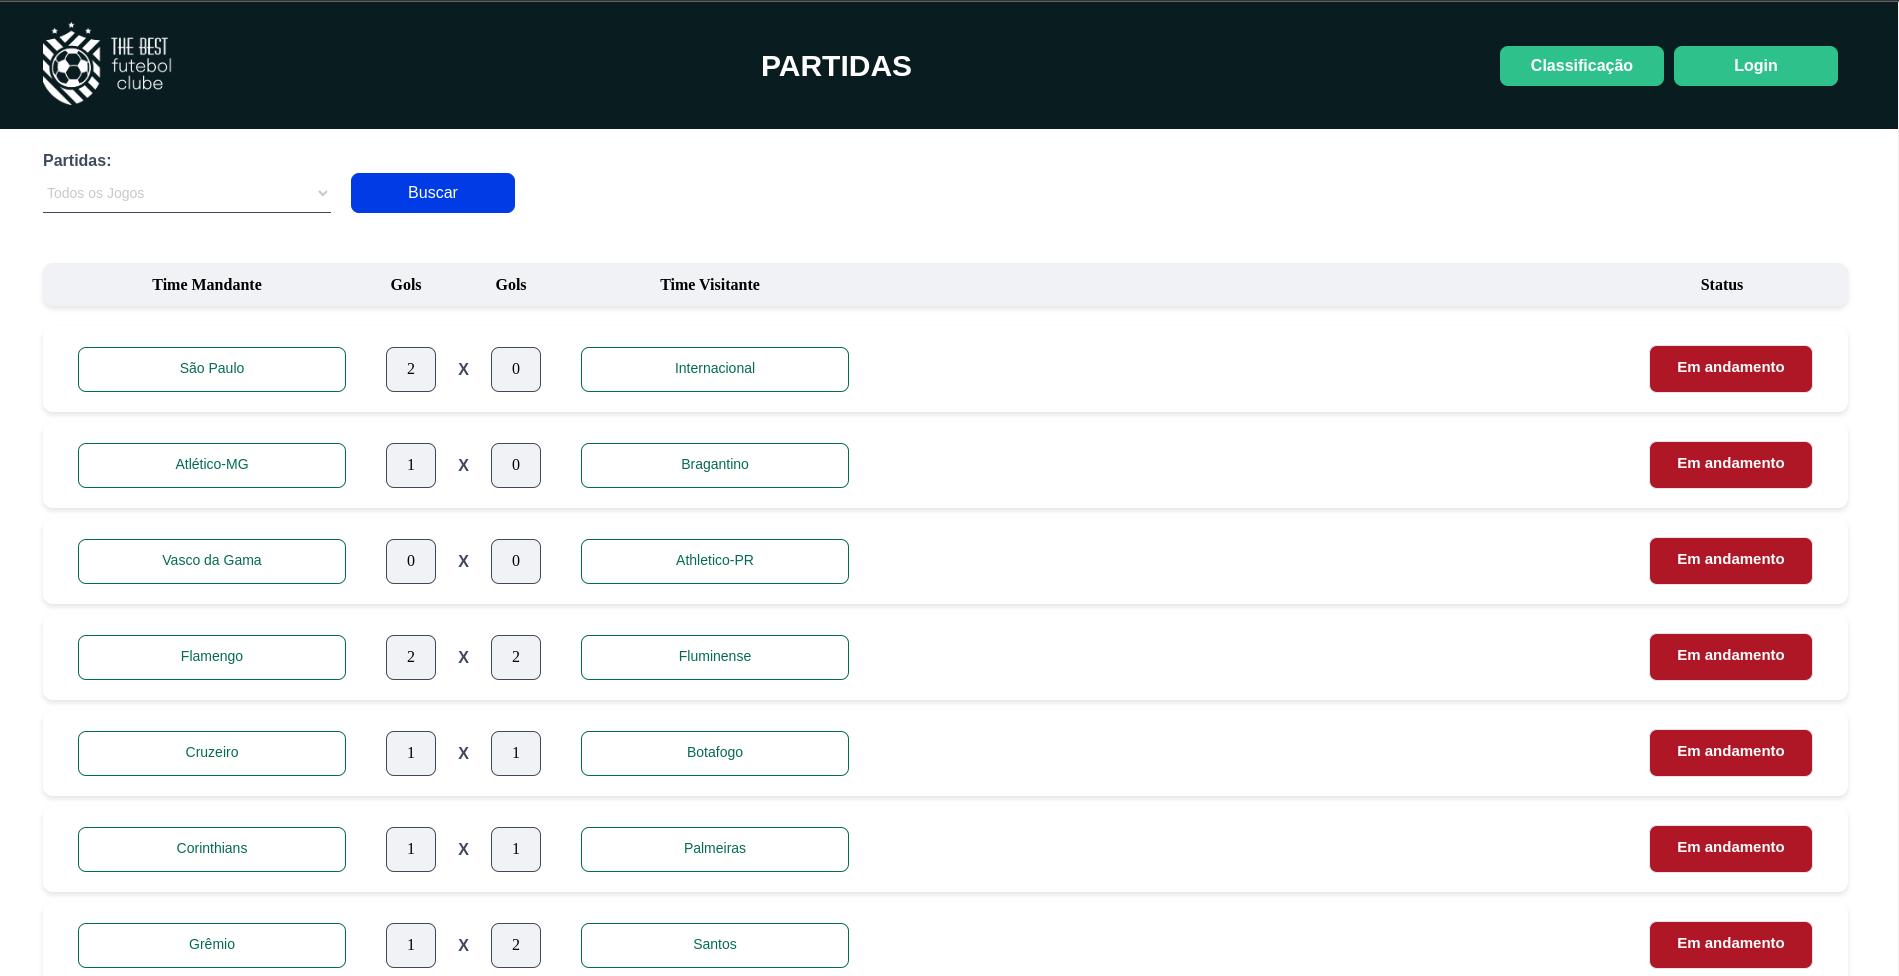 THE BEST
futebol
clube
PARTIDAS
Classificação
Login
Partidas:
Todos os Jogos
Buscar
Time Mandante Gols Gols Time Visitante Status
São Paulo 2 X 0 Internacional Em andamento
Atlético-MG 1 X 0 Bragantino Em andamento
Vasco da Gama 0 X 0 Athletico-PR Em andamento
Flamengo 2 X 2 Fluminense Em andamento
Cruzeiro 1 X 1 Botafogo Em andamento
Corinthians 1 X 1 Palmeiras Em andamento
Grêmio 1 X 2 Santos Em andamento